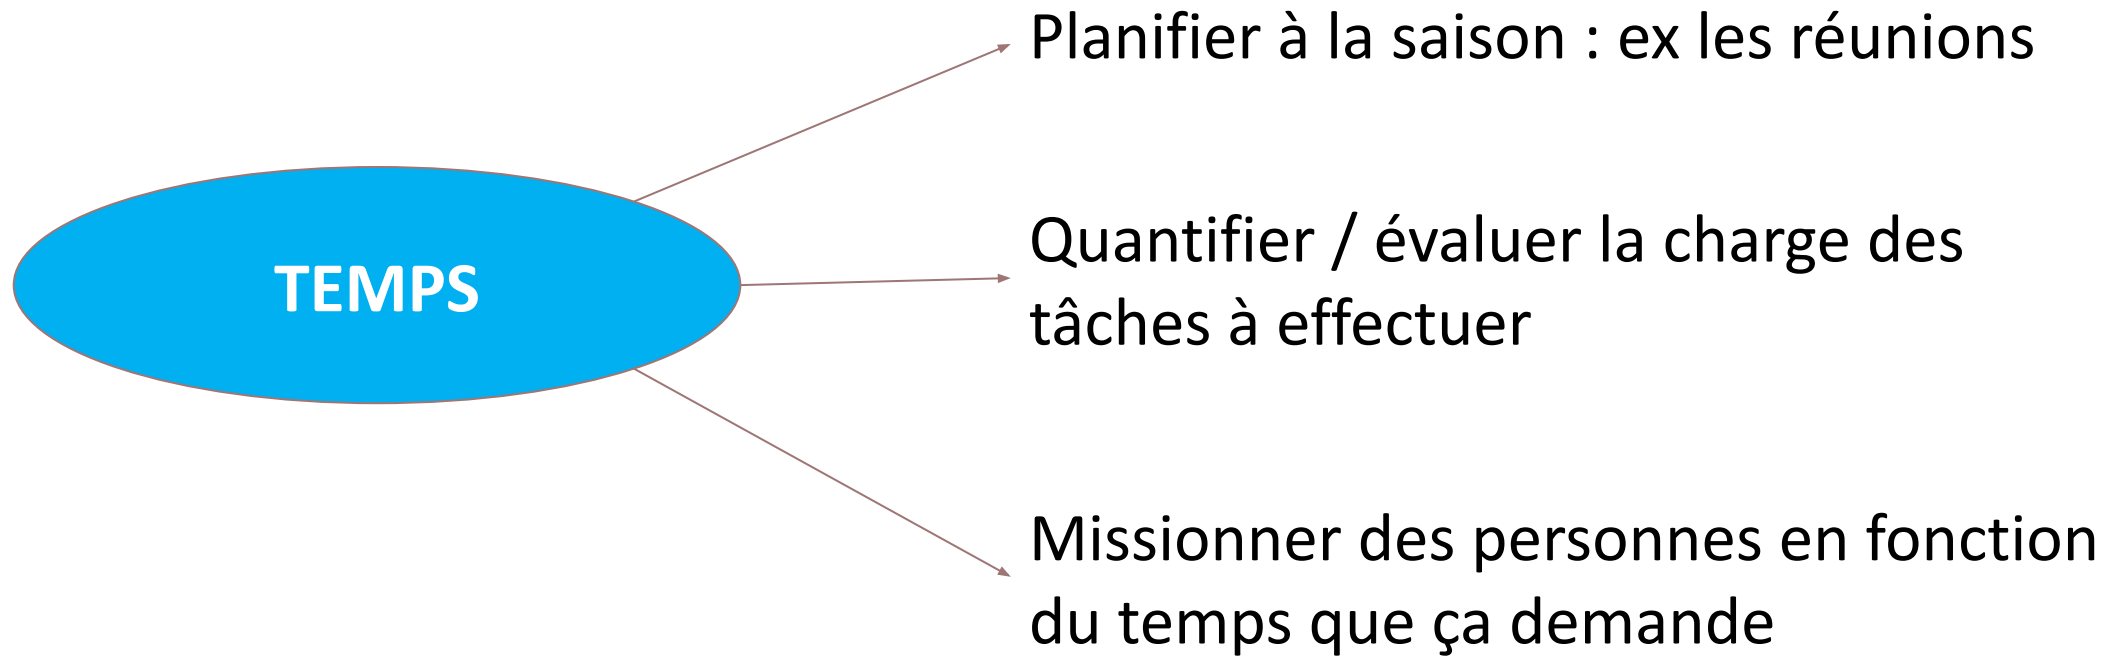 Planifier à la saison : ex les réunions
TEMPS
Quantifier / évaluer la charge des
tâches à effectuer
Missionner des personnes en fonction
du temps que ça demande